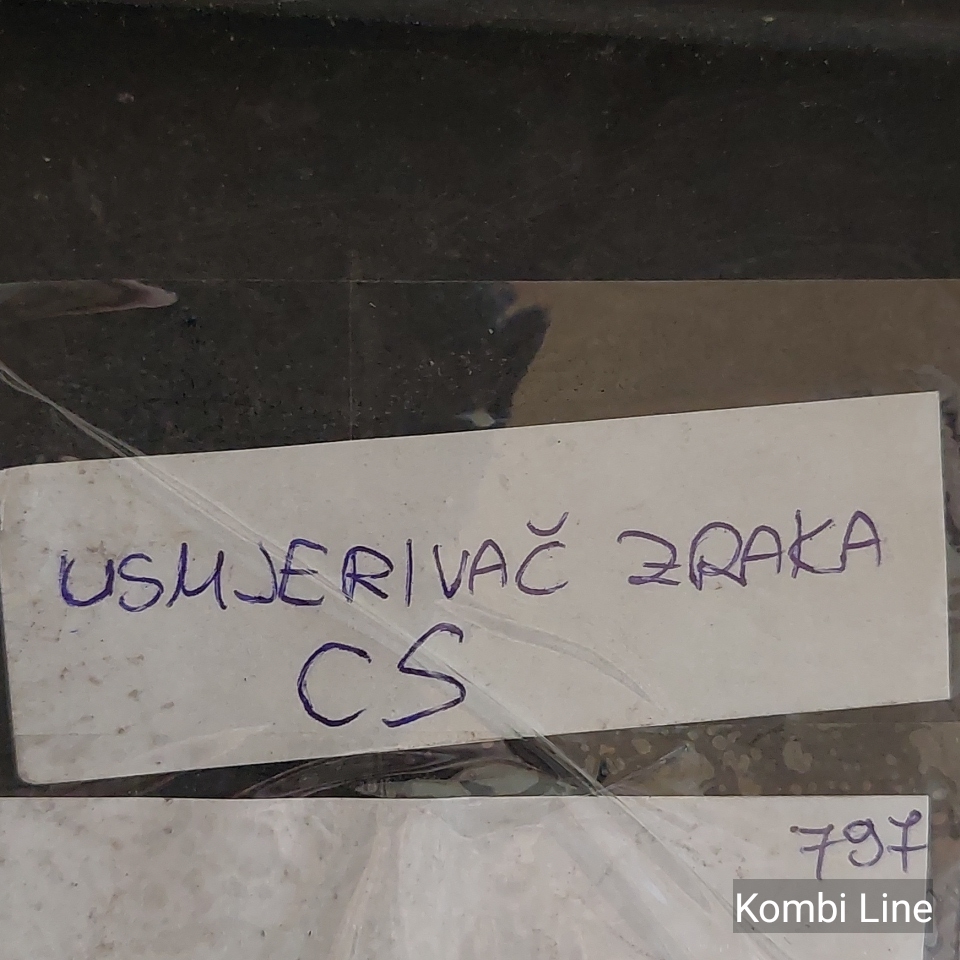 USMJERIVAČ ZRAKA
CS
797
Kombi Line